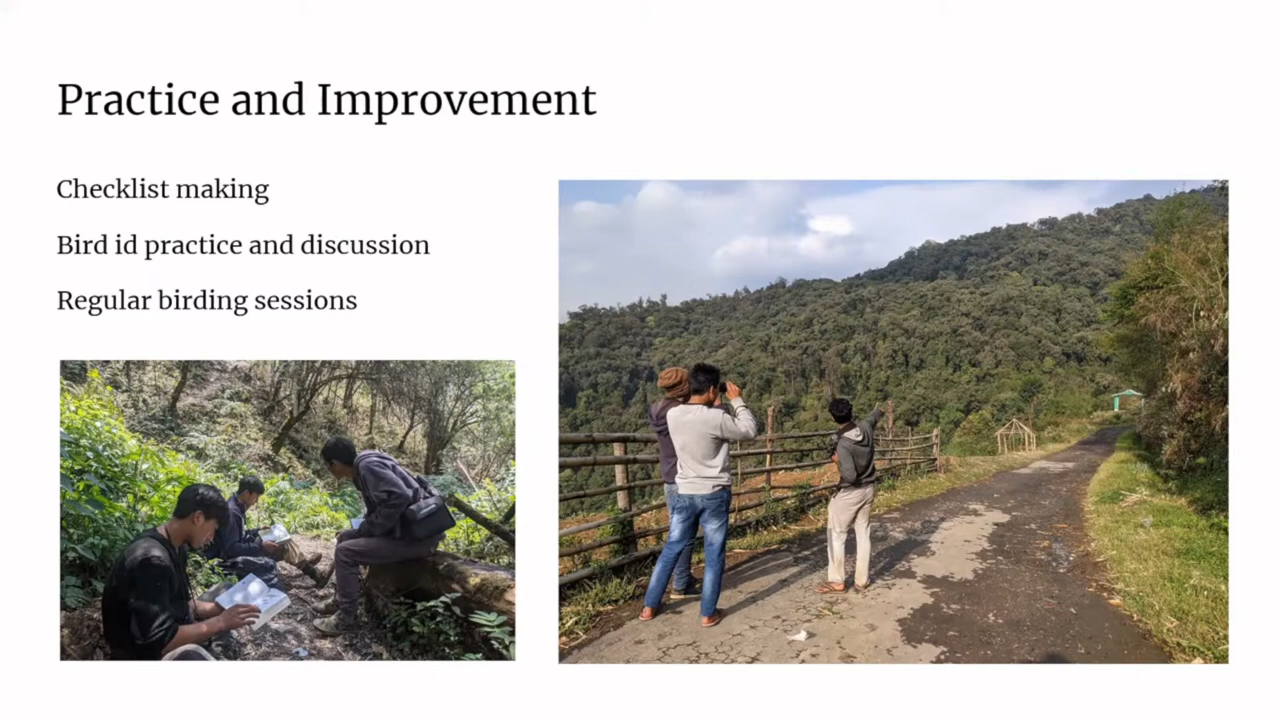 Practice and Improvement
Checklist making
Bird id practice and discussion
Regular birding sessions